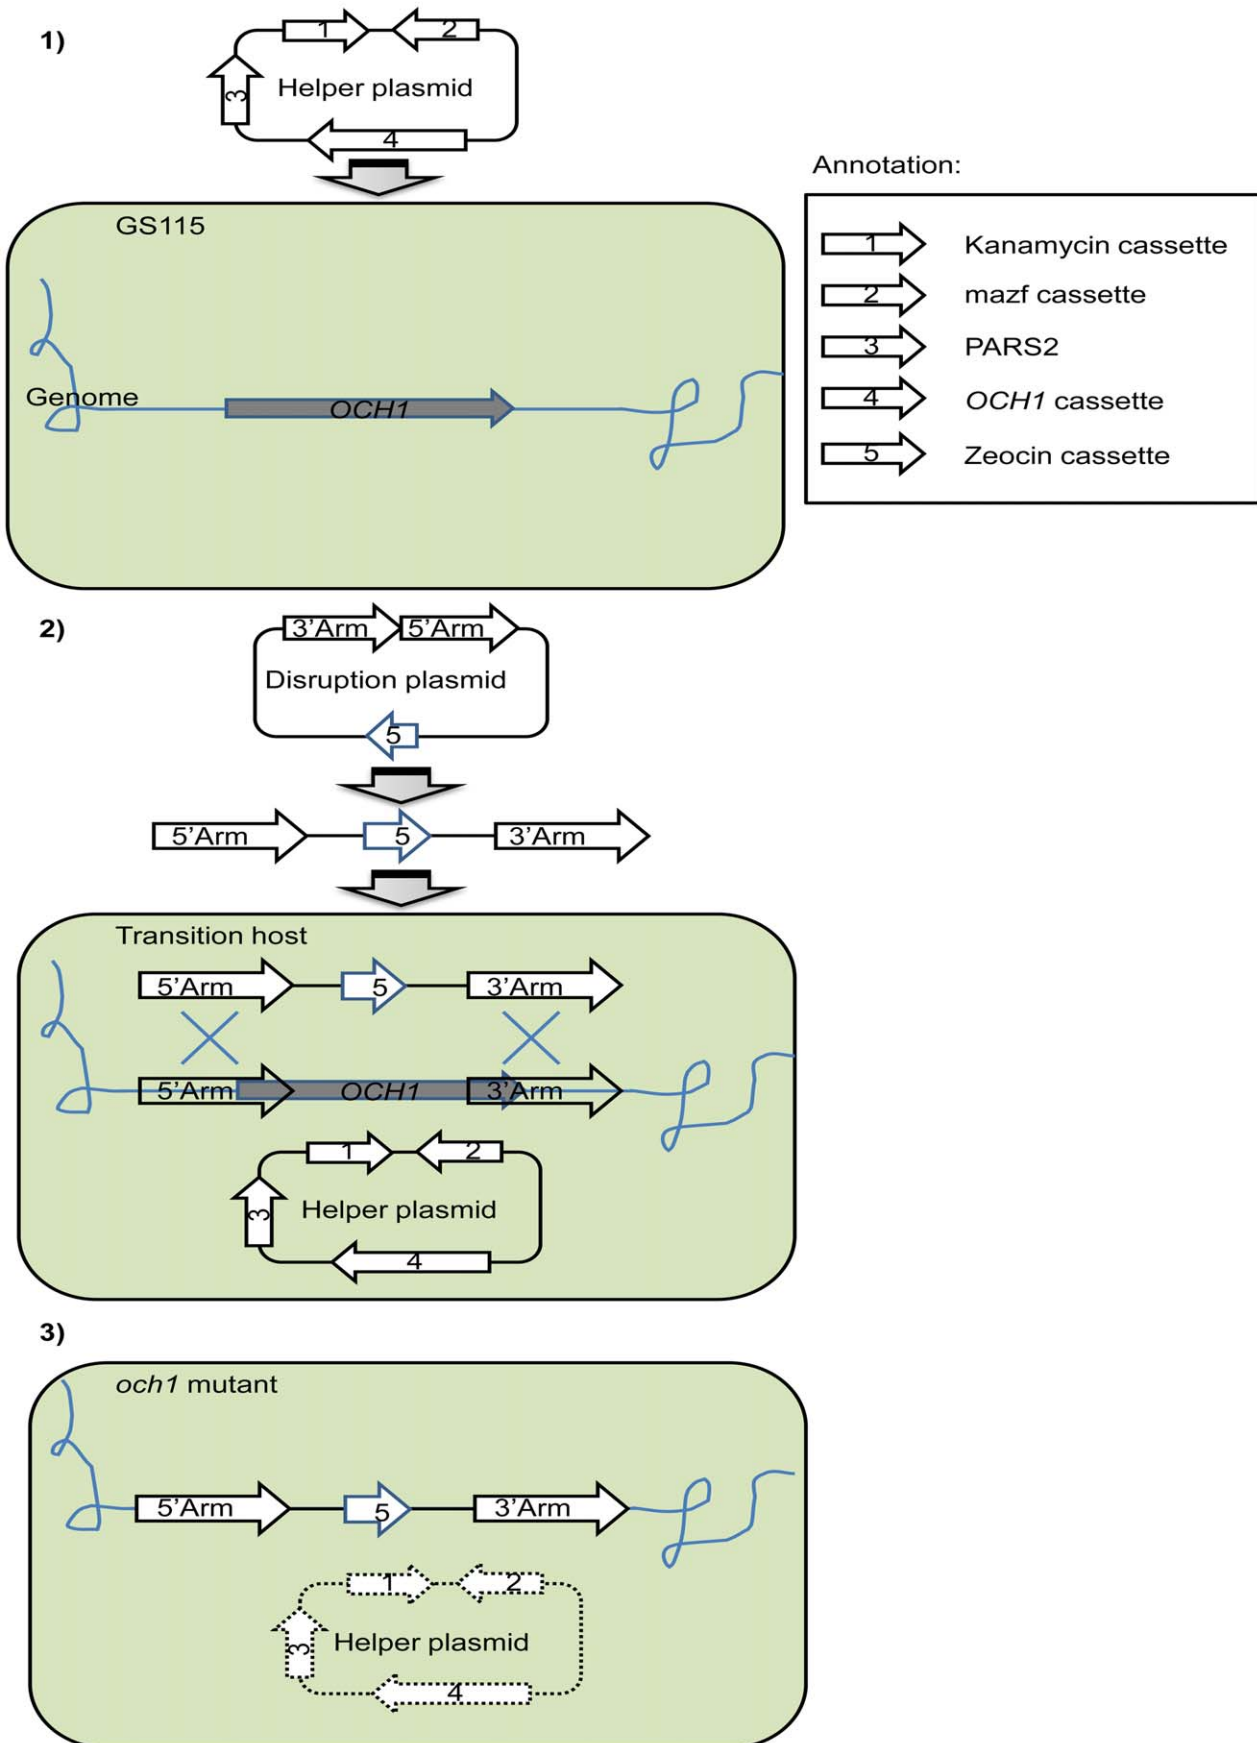 1)
1
2
3
Helper plasmid
4
Annotation:
GS115
Genome
OCH1
1 Kanamycin cassette
2 mazf cassette
3 PARS2
4 OCH1 cassette
5 Zeocin cassette
2)
3'Arm 5'Arm
Disruption plasmid
5
5'Arm 5 3'Arm
Transition host
5'Arm 5 3'Arm
5'Arm OCH1 3'Arm
1 2
3 Helper plasmid
4
3)
och1 mutant
5'Arm 5 3'Arm
1 2
3 Helper plasmid
4